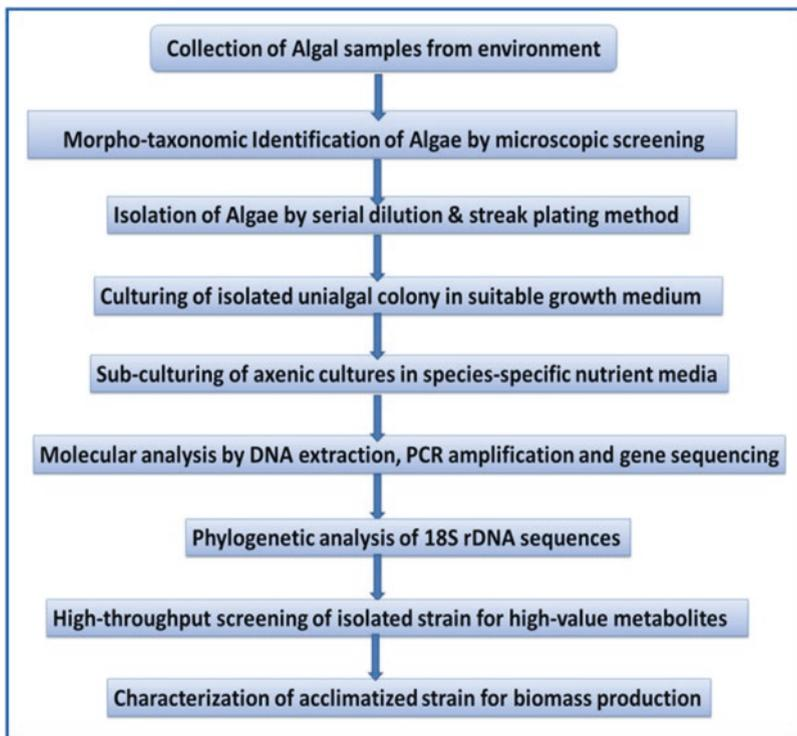 Collection of Algal samples from environment
Morpho-taxonomic Identification of Algae by microscopic screening
Isolation of Algae by serial dilution & streak plating method
Culturing of isolated unialgal colony in suitable growth medium
Sub-culturing of axenic cultures in species-specific nutrient media
Molecular analysis by DNA extraction, PCR amplification and gene sequencing
Phylogenetic analysis of 18S rDNA sequences
High-throughput screening of isolated strain for high-value metabolites
Characterization of acclimatized strain for biomass production